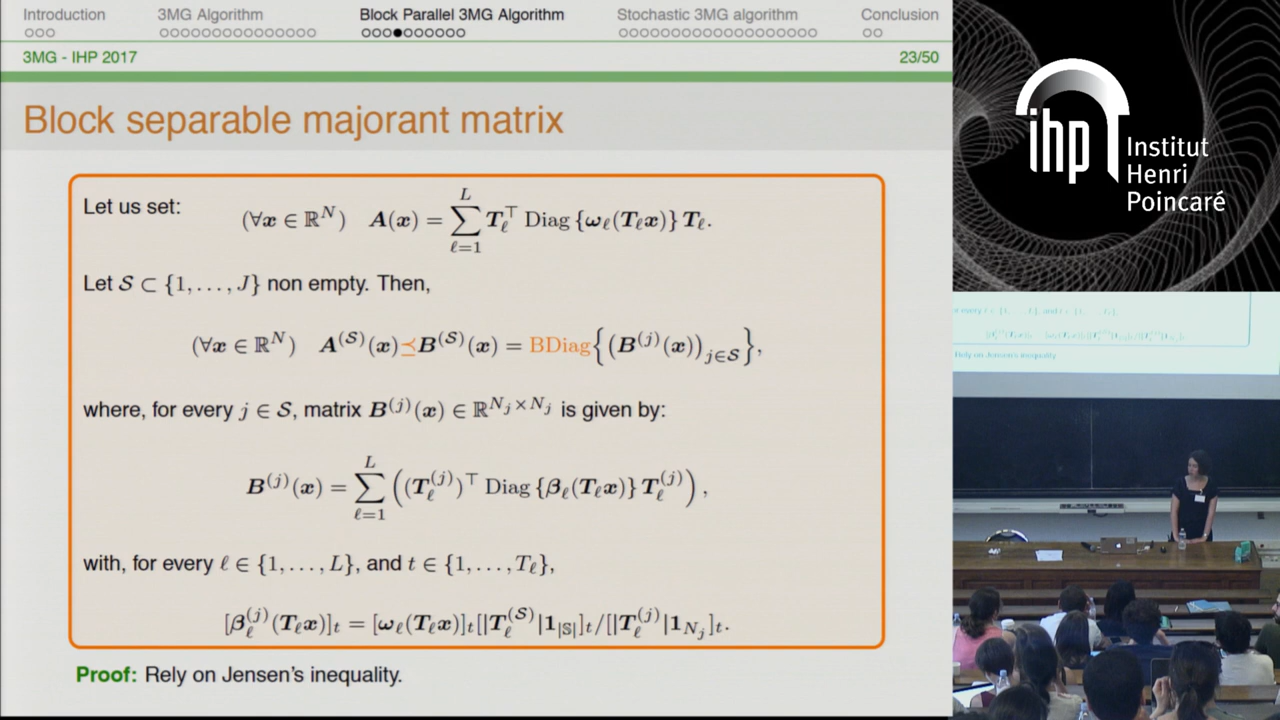 Introduction 3MG Algorithm Block Parallel 3MG Algorithm Stochastic 3MG algorithm Conclusion
3MG - IHP 2017 23/50
Block separable majorant matrix
Let us set: (∀x ∈ ℝ^N) A(x) = ∑_{ℓ=1}^{L} T_ℓ^⊤ Diag {ω_ℓ(T_ℓ x)} T_ℓ.
Let 𝒮 ⊂ {1, . . . , J} non empty. Then,
(∀x ∈ ℝ^N) A^(𝒮)(x) ⪯ B^(𝒮)(x) = BDiag{(B^(j)(x))_{j∈𝒮}},
where, for every j ∈ 𝒮, matrix B^(j)(x) ∈ ℝ^{N_j×N_j} is given by:
B^(j)(x) = ∑_{ℓ=1}^{L} ((T_ℓ^(j))^⊤ Diag {β_ℓ(T_ℓ x)} T_ℓ^(j)),
with, for every ℓ ∈ {1, . . . , L}, and t ∈ {1, . . . , T_ℓ},
[β_ℓ^(j)(T_ℓ x)]_t = [ω_ℓ(T_ℓ x)]_t[|T_ℓ^(𝒮)|1_{|𝕊|}]_t/[|T_ℓ^(j)|1_{N_j}]_t.
Proof: Rely on Jensen's inequality.
ihp Institut
Henri
Poincaré
Rely on Jensen's inequality